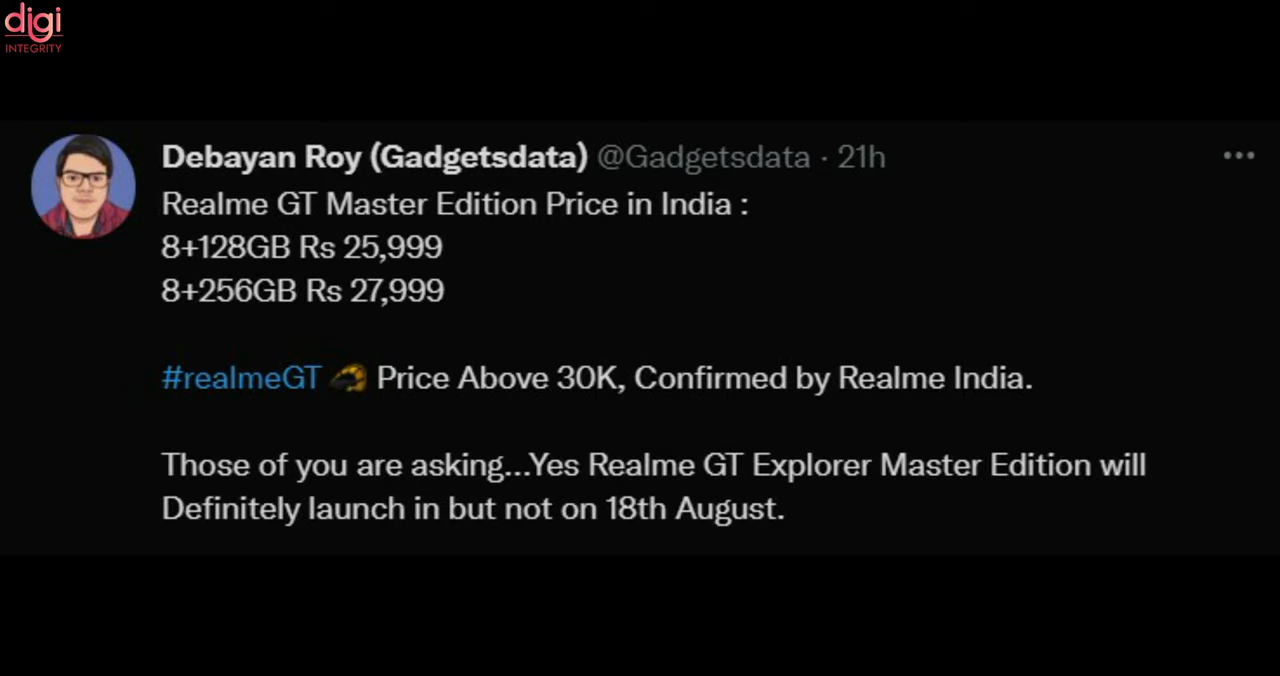 digi
INTEGRITY
Debayan Roy (Gadgetsdata) @Gadgetsdata · 21h
Realme GT Master Edition Price in India :
8+128GB Rs 25,999
8+256GB Rs 27,999
#realmeGT Price Above 30K, Confirmed by Realme India.
Those of you are asking...Yes Realme GT Explorer Master Edition will
Definitely launch in but not on 18th August.